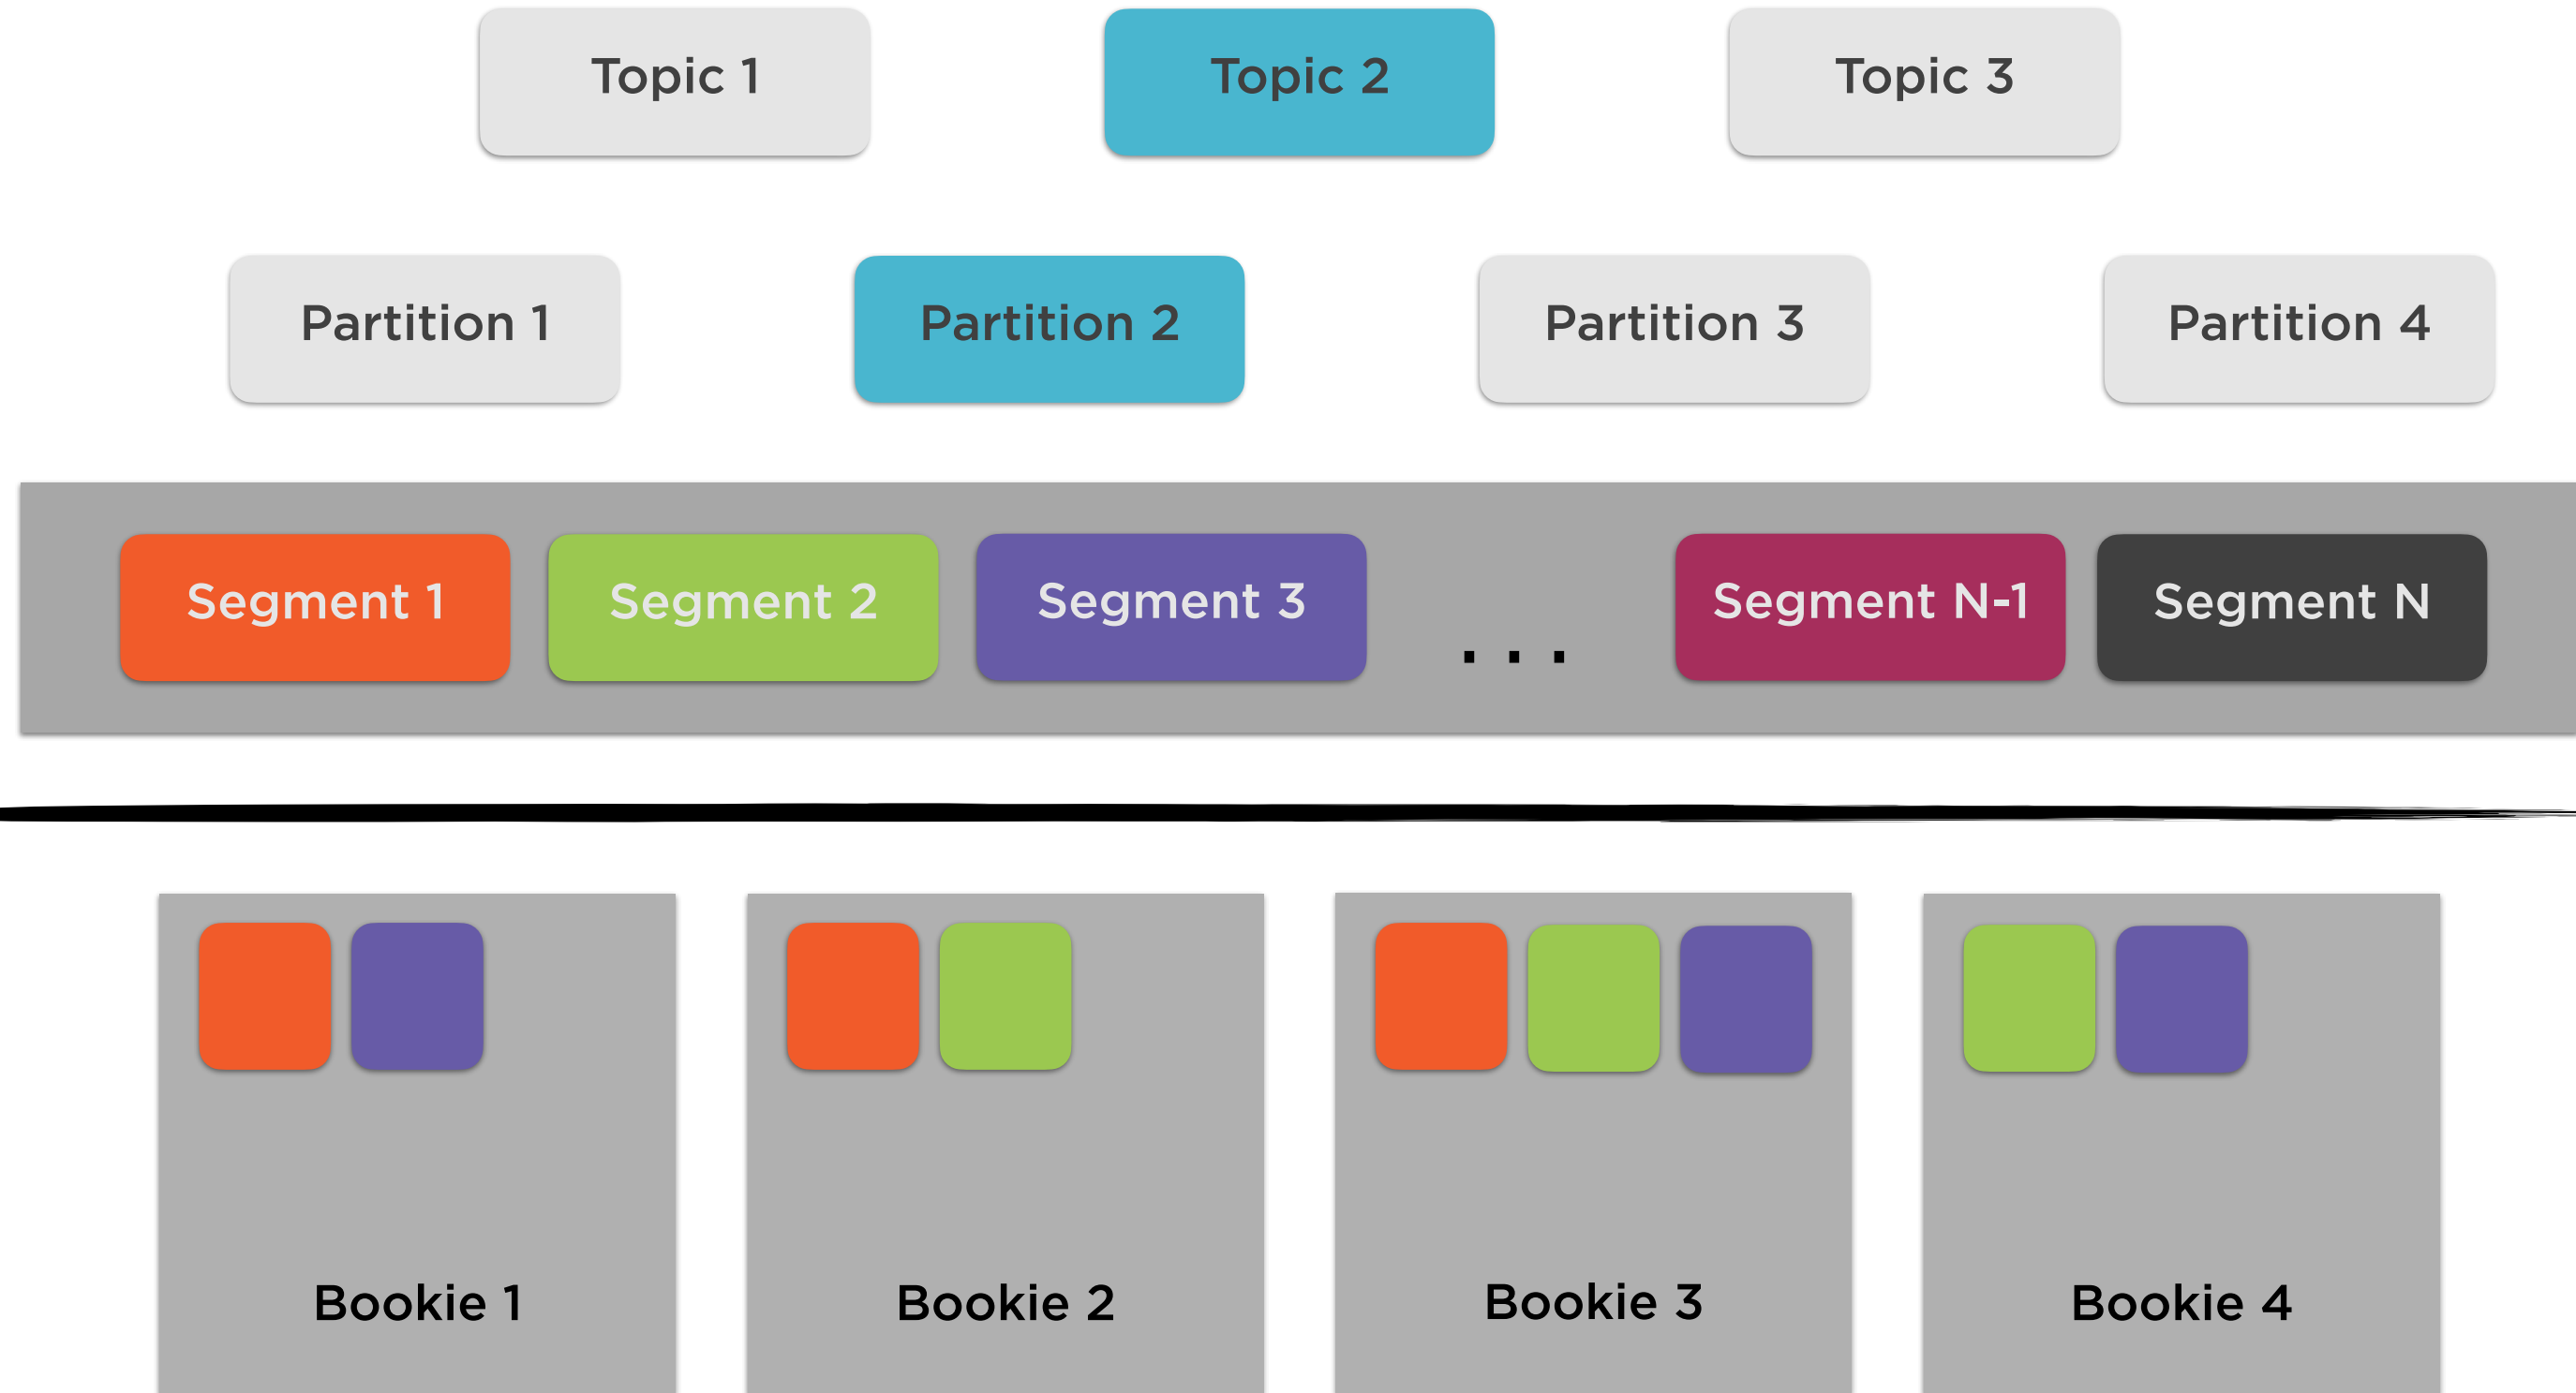 Topic 1
Topic 2
Topic 3
Partition 1
Partition 2
Partition 3
Partition 4
Segment 1
Segment 2
Segment 3
...
Segment N-1
Segment N
Bookie 1
Bookie 2
Bookie 3
Bookie 4